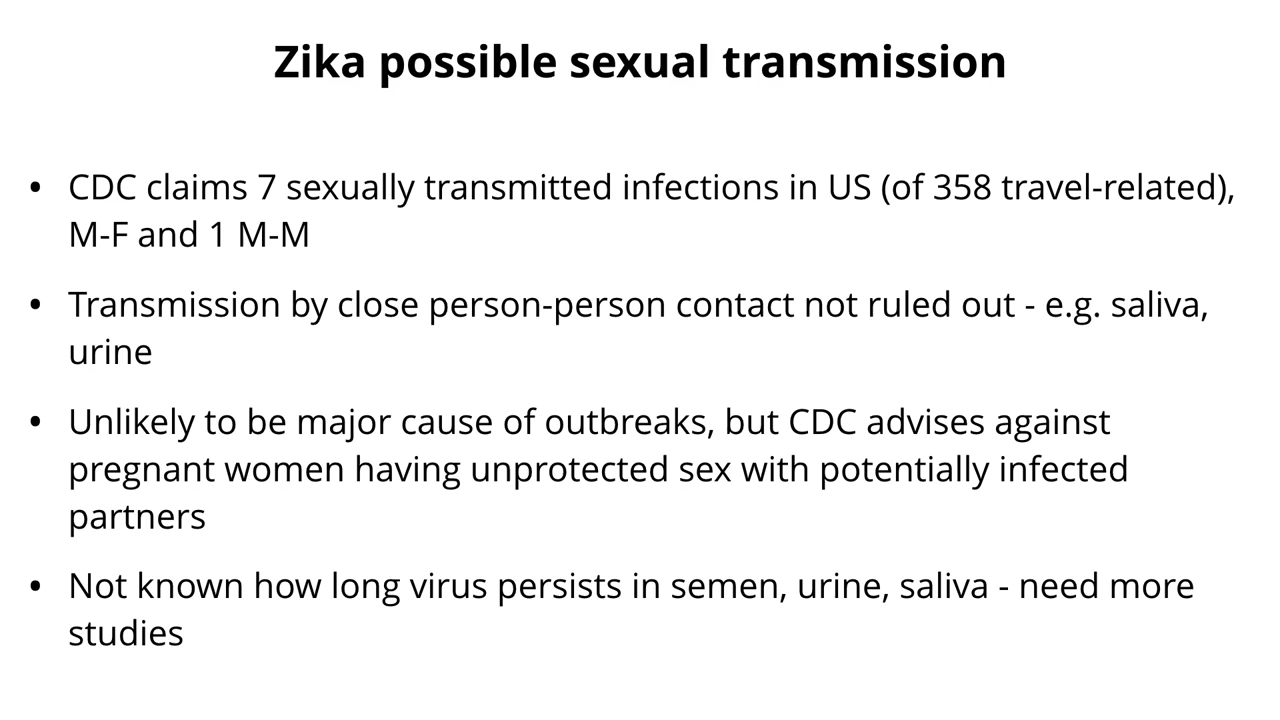 Zika possible sexual transmission
• CDC claims 7 sexually transmitted infections in US (of 358 travel-related),
M-F and 1 M-M
• Transmission by close person-person contact not ruled out - e.g. saliva,
urine
• Unlikely to be major cause of outbreaks, but CDC advises against
pregnant women having unprotected sex with potentially infected
partners
• Not known how long virus persists in semen, urine, saliva - need more
studies